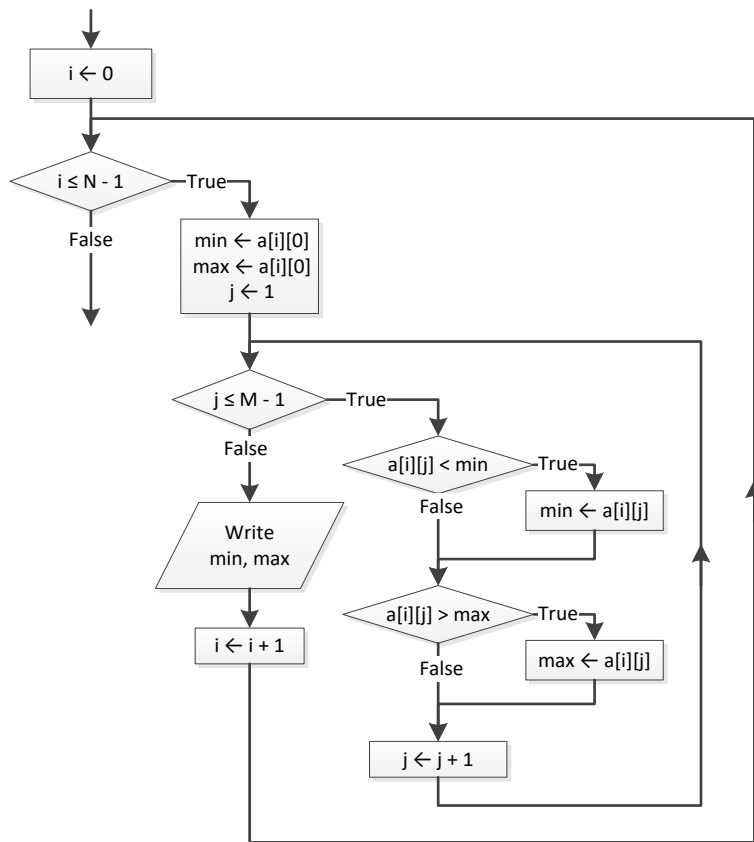 i ← 0
i ≤ N - 1
True
False
min ← a[i][0]
max ← a[i][0]
j ← 1
j ≤ M - 1
True
False
a[i][j] < min
True
False
min ← a[i][j]
Write
min, max
a[i][j] > max
True
False
max ← a[i][j]
i ← i + 1
j ← j + 1